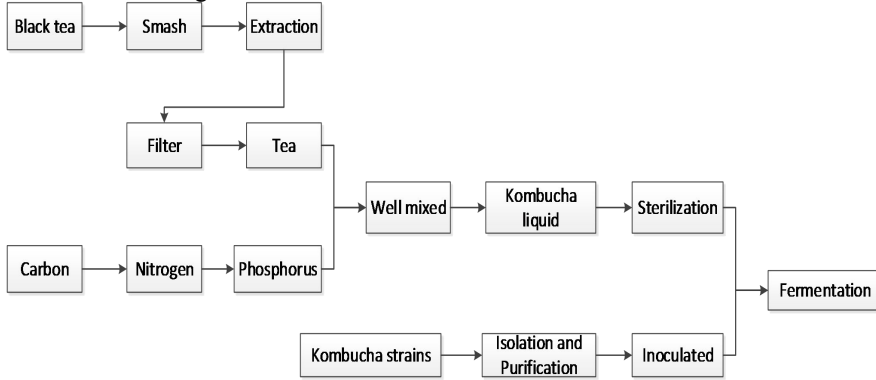 Black tea
Smash
Extraction
Filter
Tea
Well mixed
Kombucha
liquid
Sterilization
Carbon
Nitrogen
Phosphorus
Fermentation
Kombucha strains
Isolation and
Purification
Inoculated